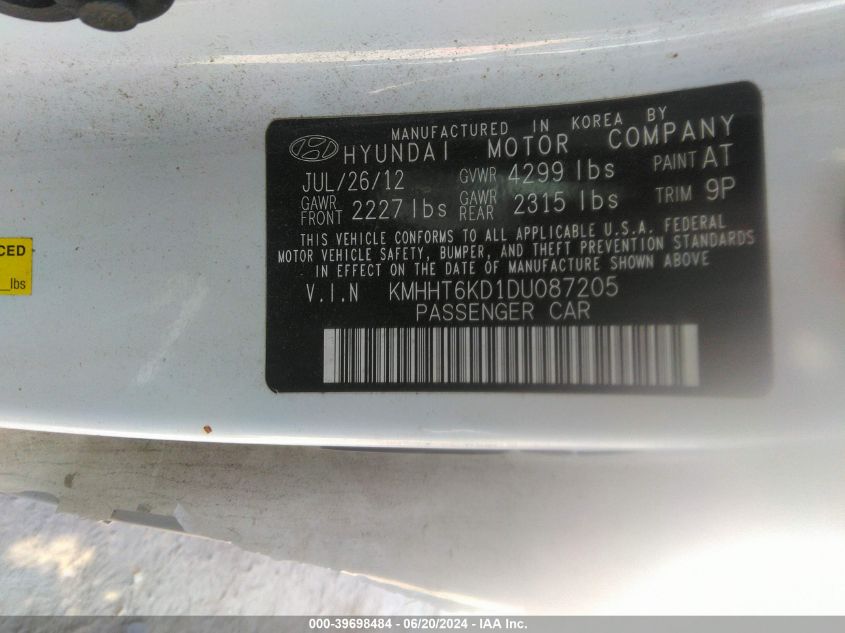 MANUFACTURED IN KOREA BY
HYUNDAI MOTOR COMPANY
JUL/26/12 GVWR 4299 lbs PAINT AT
GAWR FRONT 2227 lbs GAWR REAR 2315 lbs TRIM 9P
THIS VEHICLE CONFORMS TO ALL APPLICABLE U.S.A. FEDERAL
MOTOR VEHICLE SAFETY, BUMPER, AND THEFT PREVENTION STANDARDS
IN EFFECT ON THE DATE OF MANUFACTURE SHOWN ABOVE
V.I.N KMHHT6KD1DU087205
PASSENGER CAR
CED
lbs
000-39698484 - 06/20/2024 - IAA Inc.